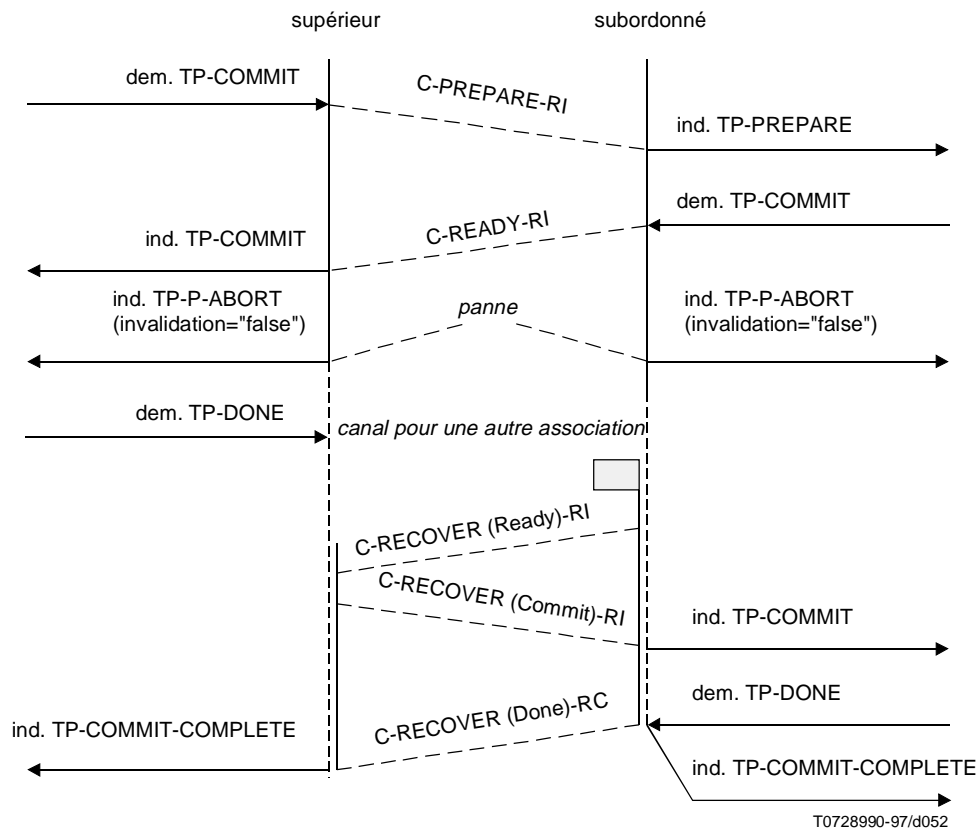 supérieur
subordonné
dem. TP-COMMIT
C-PREPARE-RI
ind. TP-PREPARE
dem. TP-COMMIT
C-READY-RI
ind. TP-COMMIT
ind. TP-P-ABORT
(invalidation="false")
panne
ind. TP-P-ABORT
(invalidation="false")
dem. TP-DONE
canal pour une autre association
C-RECOVER (Ready)-RI
C-RECOVER (Commit)-RI
ind. TP-COMMIT
dem. TP-DONE
C-RECOVER (Done)-RC
ind. TP-COMMIT-COMPLETE
ind. TP-COMMIT-COMPLETE
T0728990-97/d052